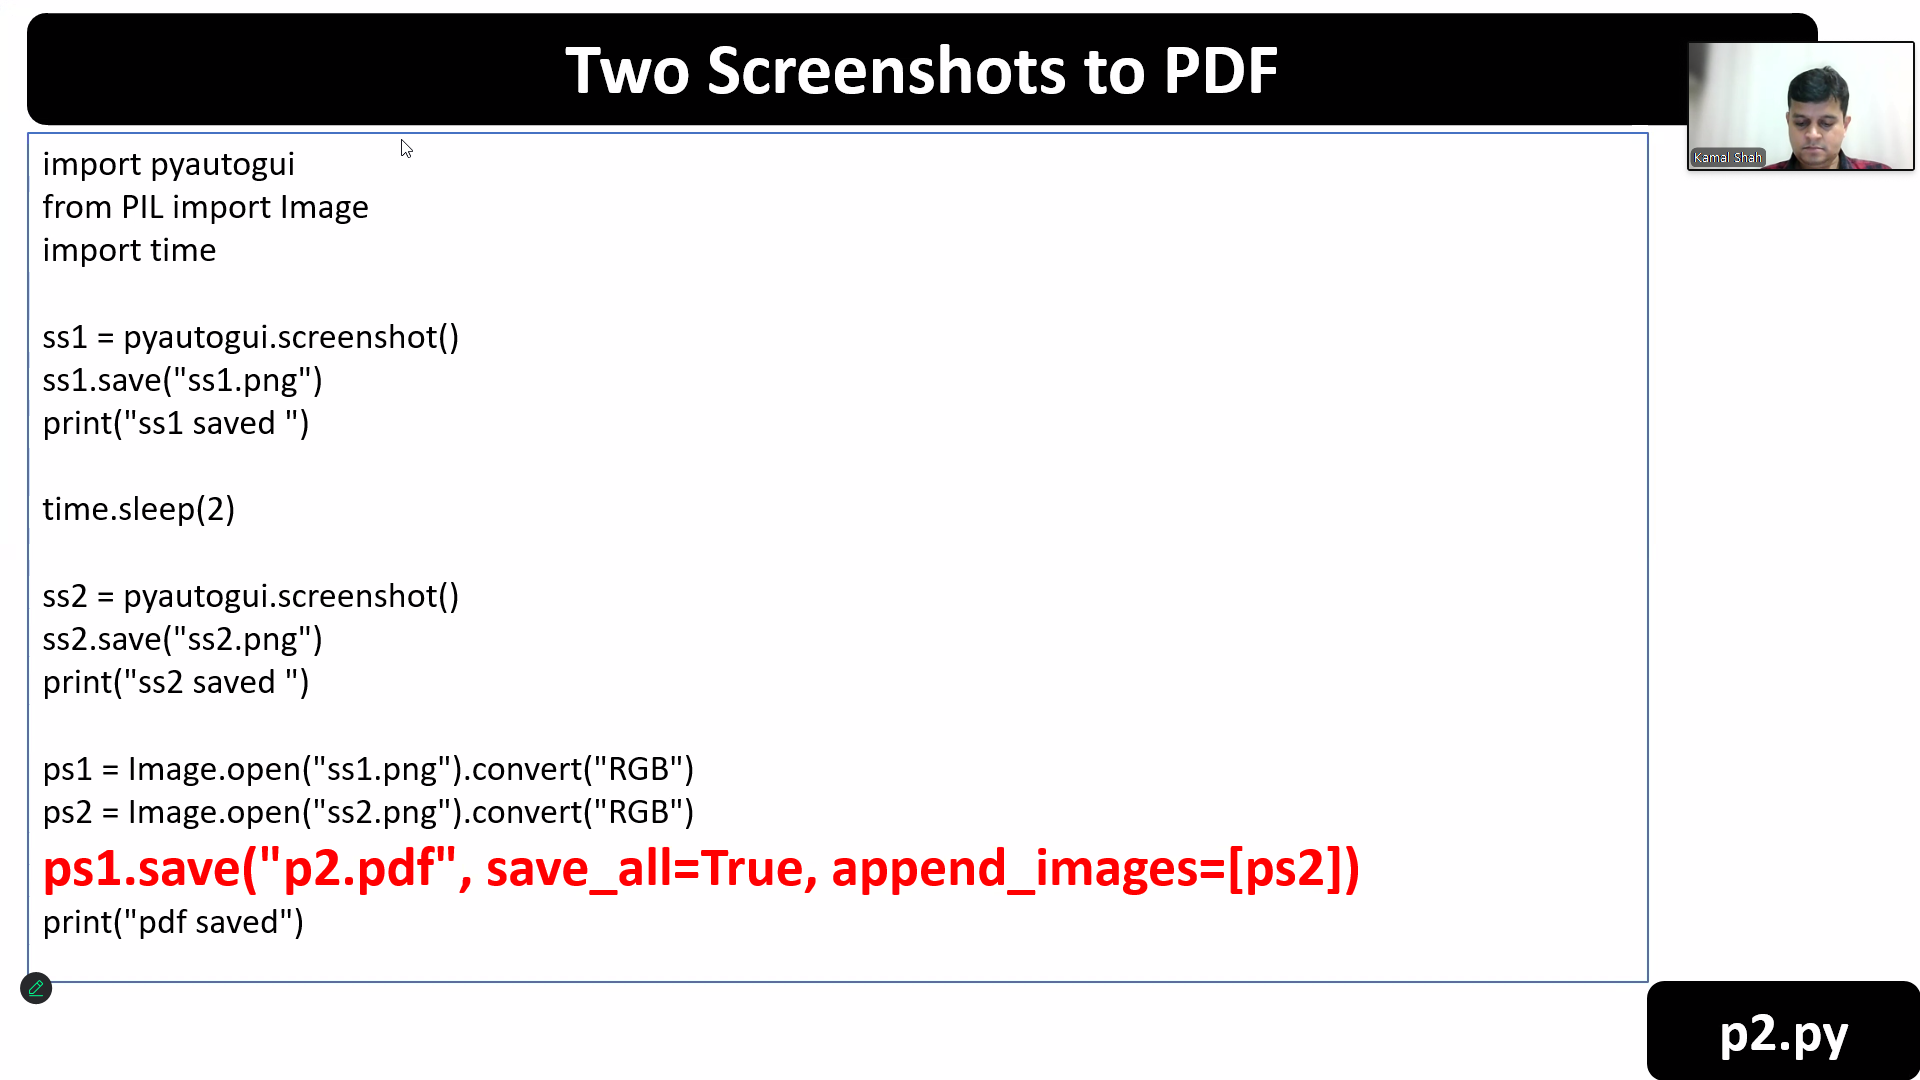 Two Screenshots to PDF
Kamal Shah
import pyautogui
from PIL import Image
import time
ss1 = pyautogui.screenshot()
ss1.save("ss1.png")
print("ss1 saved ")
time.sleep(2)
ss2 = pyautogui.screenshot()
ss2.save("ss2.png")
print("ss2 saved ")
ps1 = Image.open("ss1.png").convert("RGB")
ps2 = Image.open("ss2.png").convert("RGB")
ps1.save("p2.pdf", save_all=True, append_images=[ps2])
print("pdf saved")
p2.py